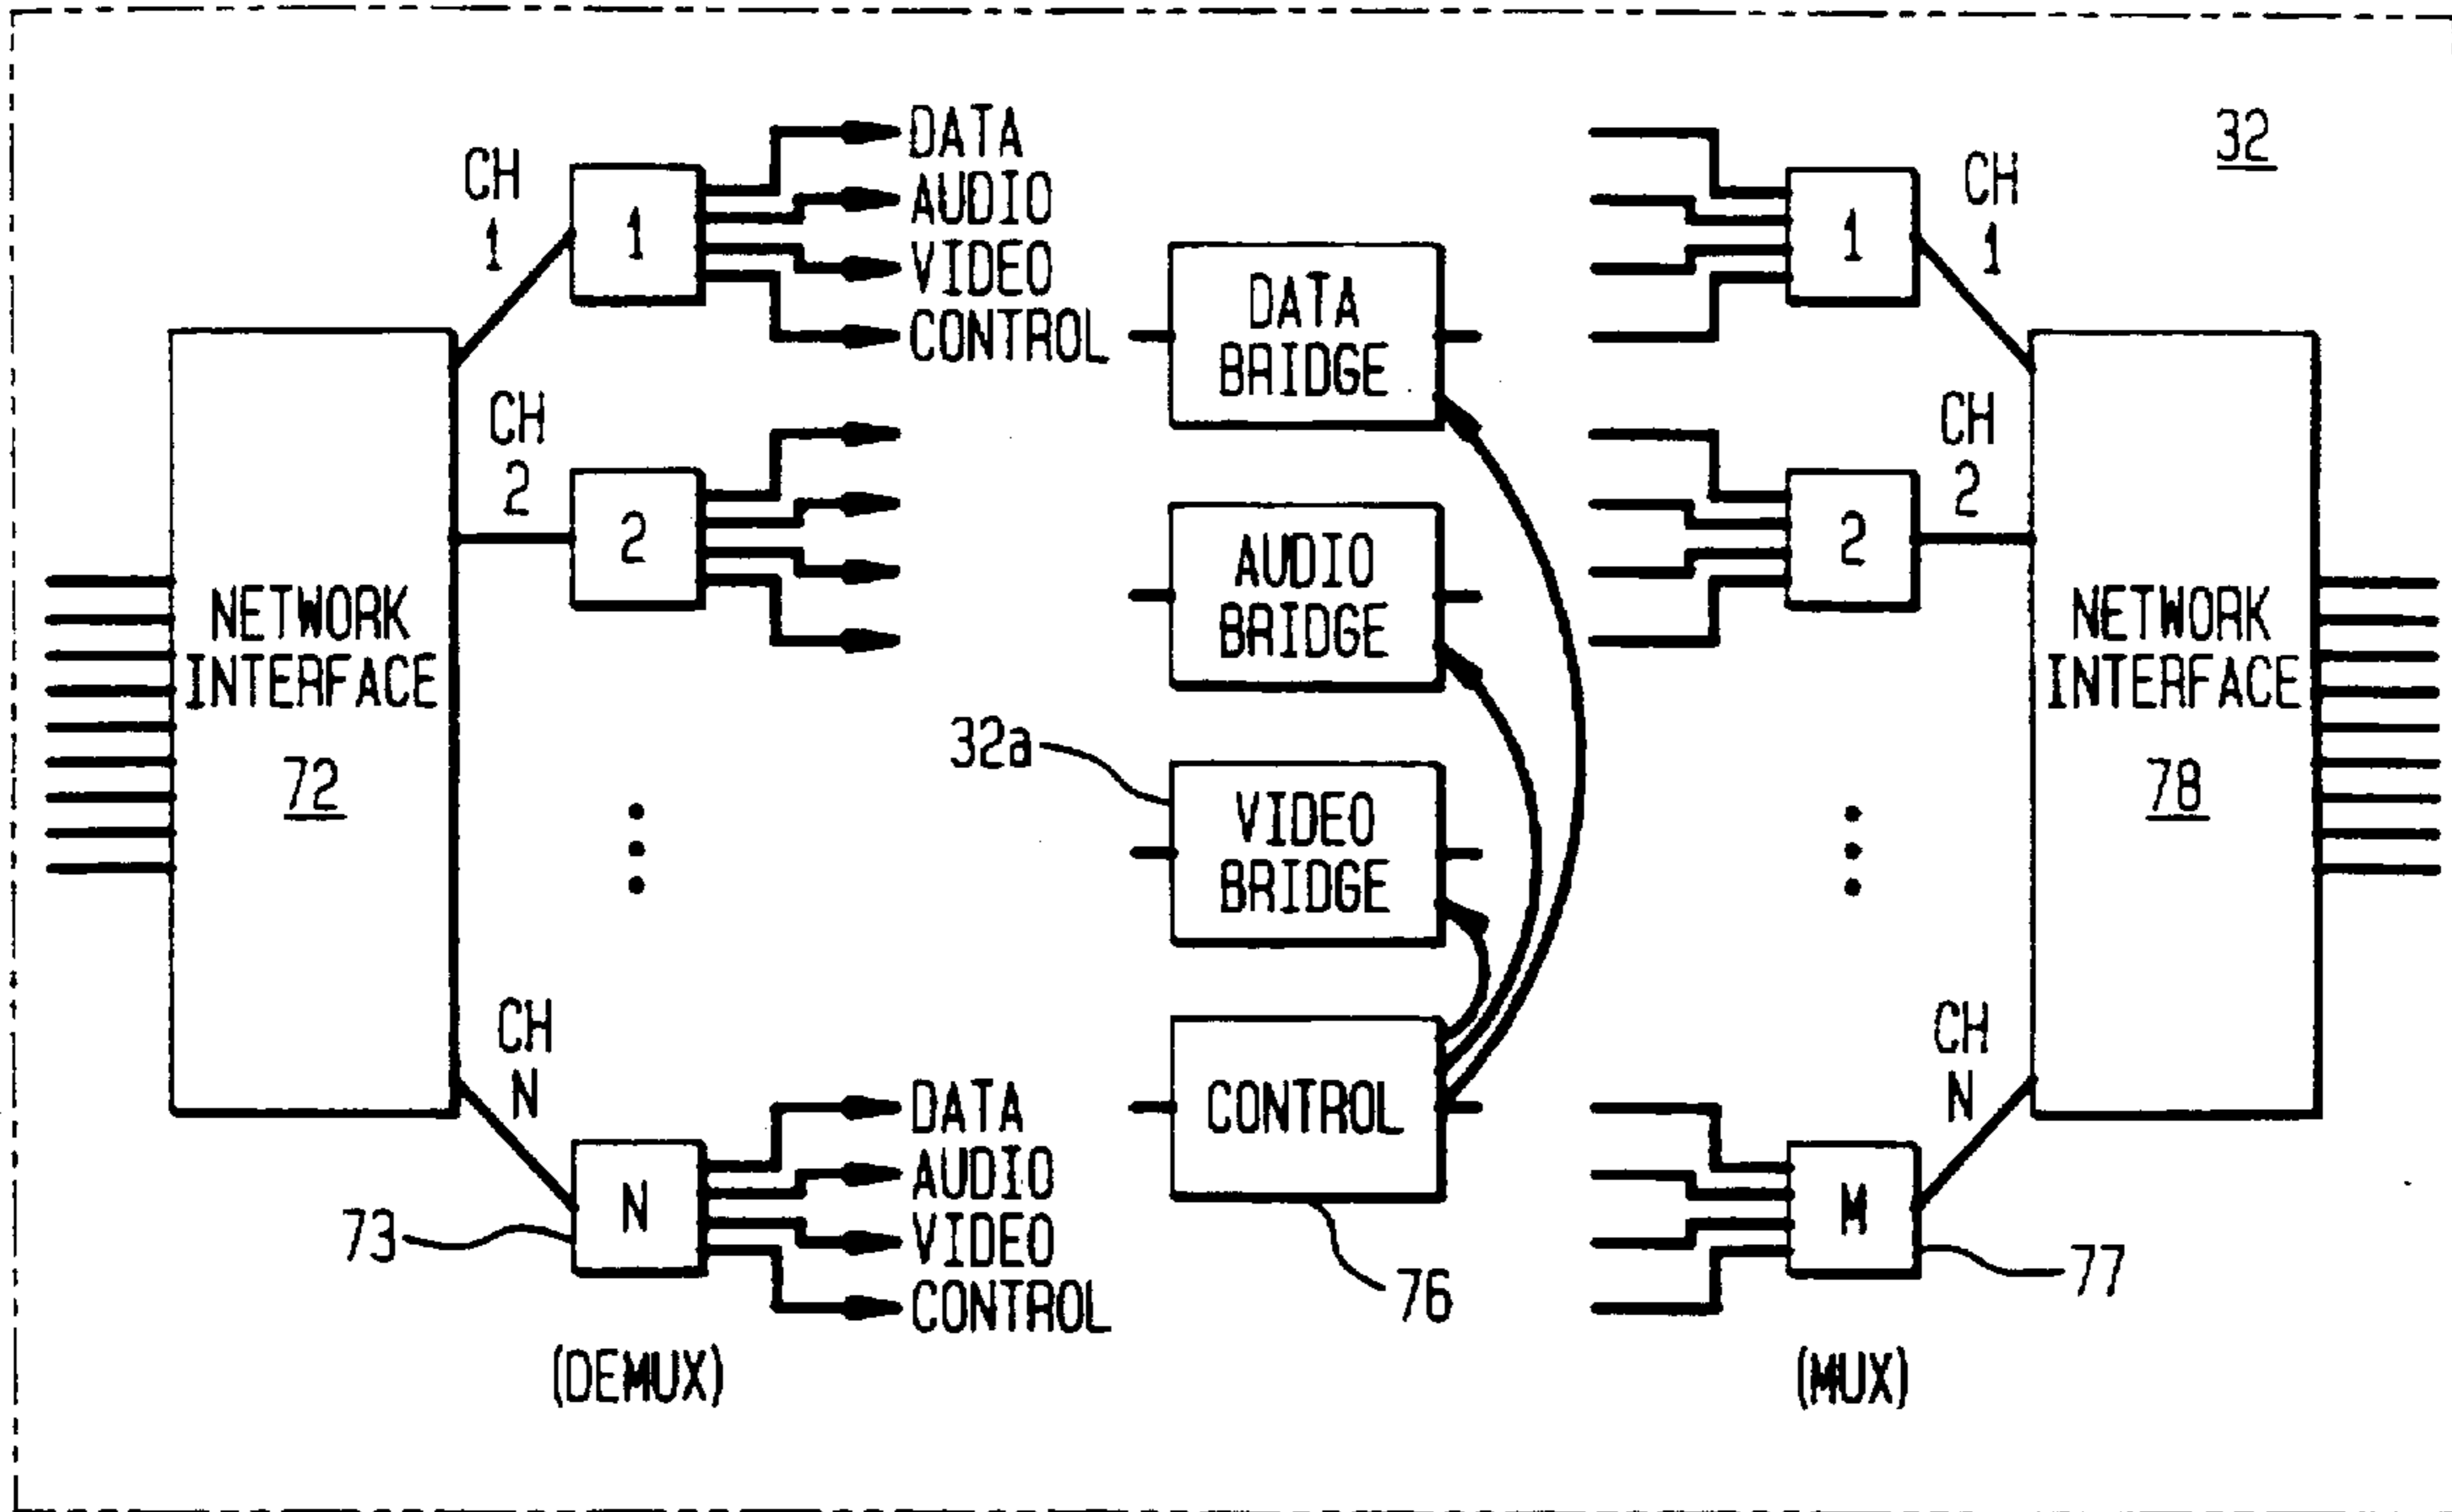 32
CH
1
1
DATA
AUDIO
VIDEO
CONTROL
CH
2
2
NETWORK
INTERFACE
72
CH
N
N
73
DATA
AUDIO
VIDEO
CONTROL
(DEMUX)
DATA
BRIDGE
AUDIO
BRIDGE
32a
VIDEO
BRIDGE
CONTROL
76
1
CH
1
2
CH
2
NETWORK
INTERFACE
78
CH
N
M
77
(MUX)